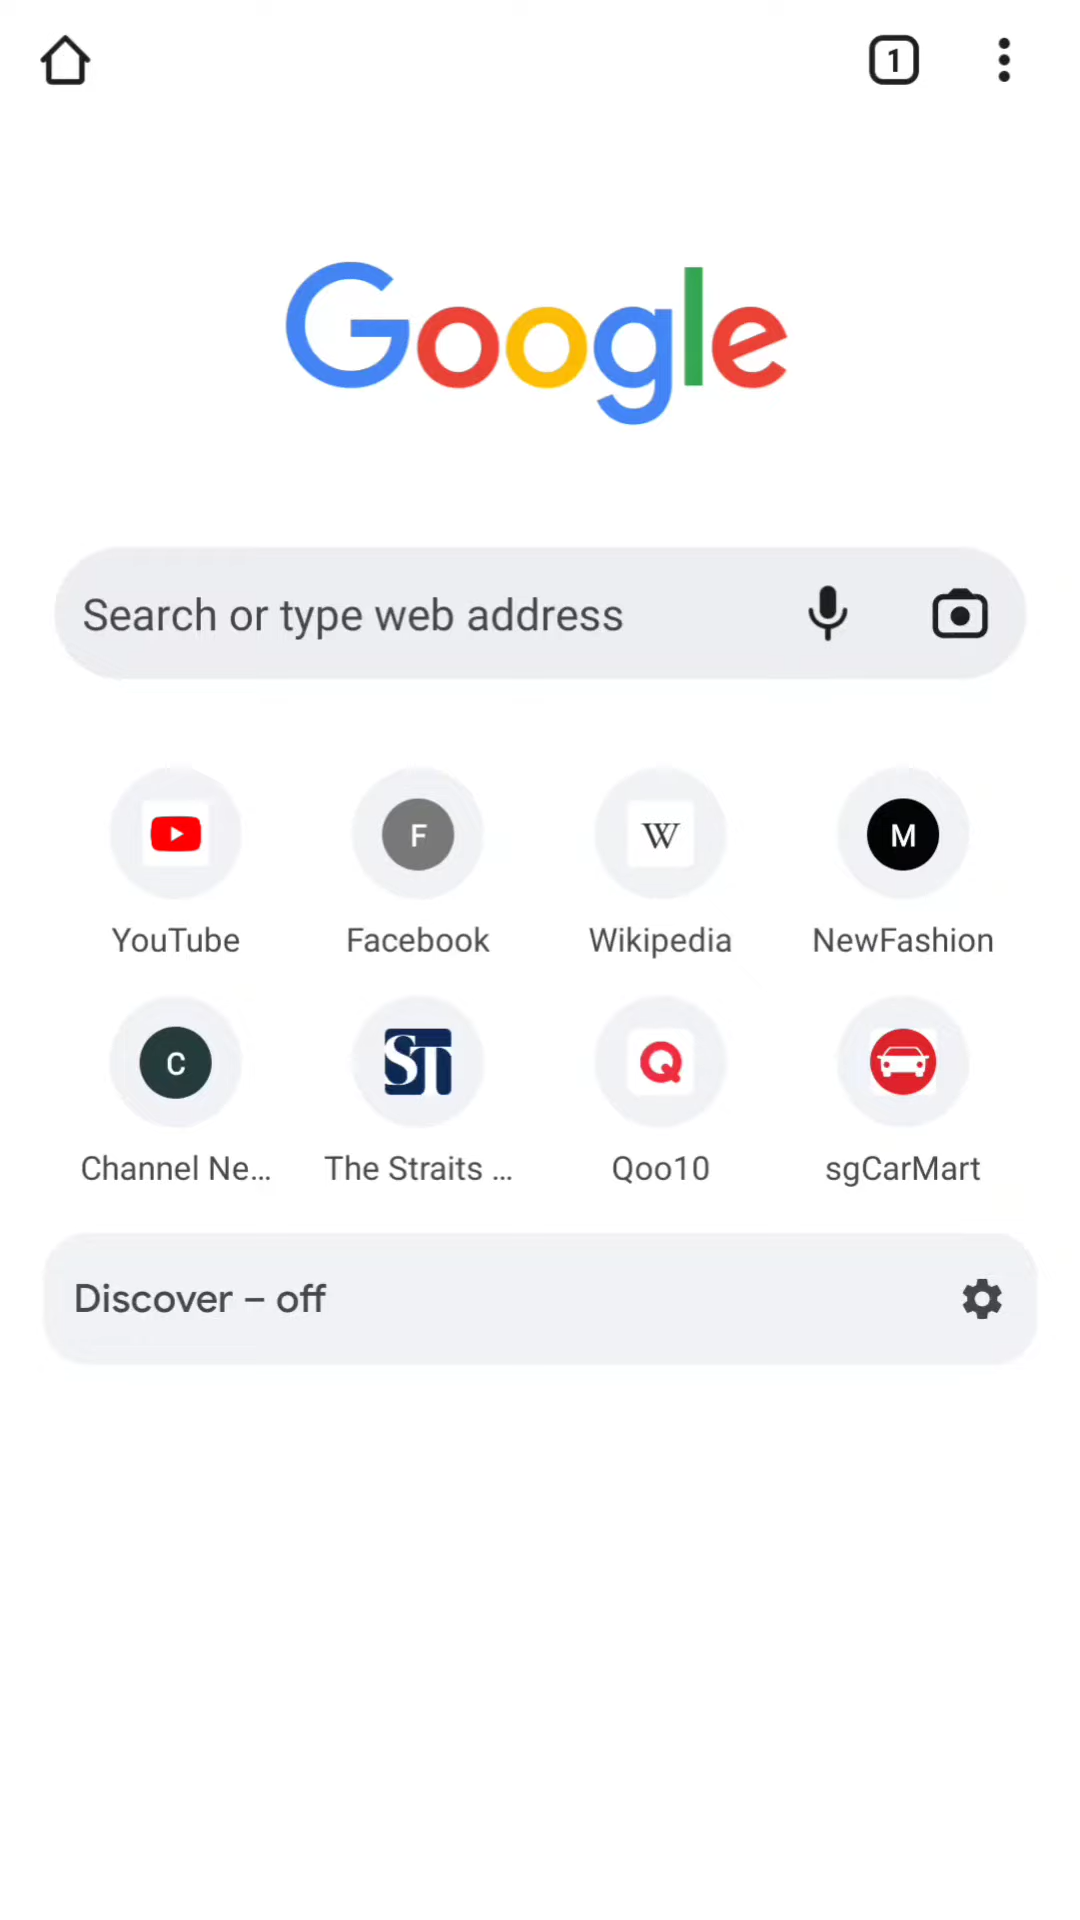 1
Google
Search or type web address
F
W
M
YouTube
Facebook
Wikipedia
NewFashion
C
ST
Q
Channel Ne...
The Straits ...
Qoo10
sgCarMart
Discover – off